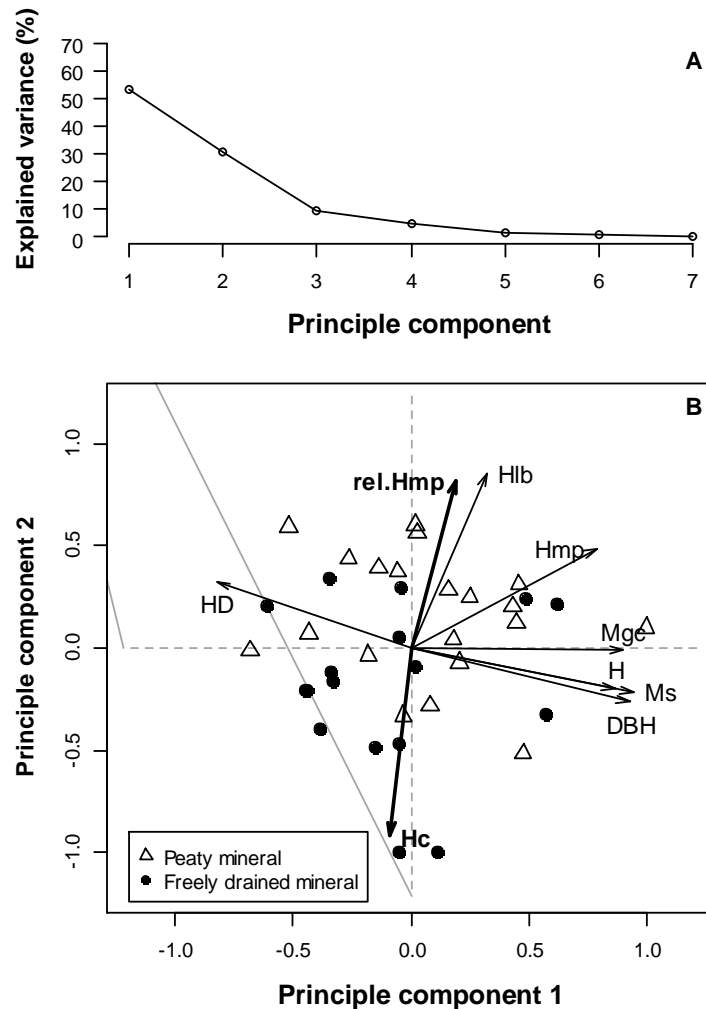 Explained variance (%)
A
70
60
50
40
30
20
10
0
1 2 3 4 5 6 7
Principle component
B
Principle component 2
1.0
0.5
0.0
-0.5
-1.0
rel.Hmp
Hlb
Hmp
HD
Mgc
H
Ms
DBH
Hc
Peaty mineral
Freely drained mineral
-1.0 -0.5 0.0 0.5 1.0
Principle component 1